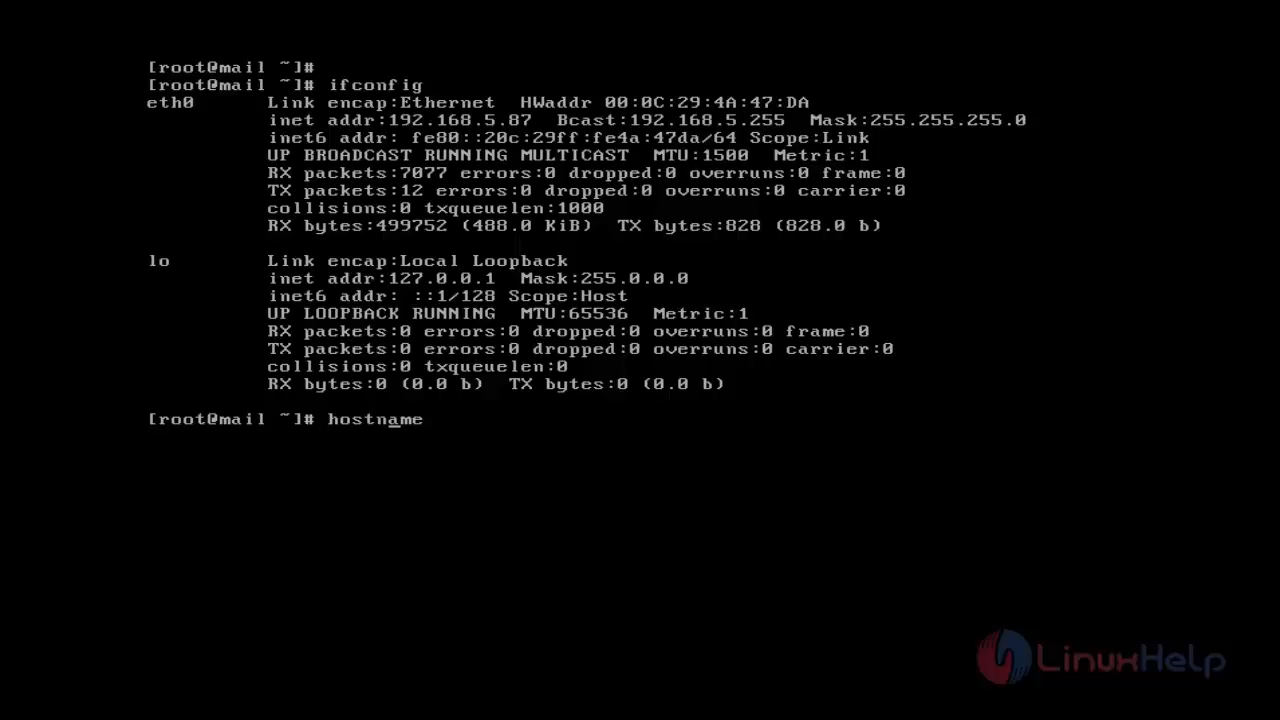 [root@mail ~]#
[root@mail ~]# ifconfig
eth0 Link encap:Ethernet HWaddr 00:0C:29:4A:47:DA
inet addr:192.168.5.87 Bcast:192.168.5.255 Mask:255.255.255.0
inet6 addr: fe80::20c:29ff:fe4a:47da/64 Scope:Link
UP BROADCAST RUNNING MULTICAST MTU:1500 Metric:1
RX packets:7077 errors:0 dropped:0 overruns:0 frame:0
TX packets:12 errors:0 dropped:0 overruns:0 carrier:0
collisions:0 txqueuelen:1000
RX bytes:499752 (488.0 KiB) TX bytes:828 (828.0 b)
lo Link encap:Local Loopback
inet addr:127.0.0.1 Mask:255.0.0.0
inet6 addr: ::1/128 Scope:Host
UP LOOPBACK RUNNING MTU:65536 Metric:1
RX packets:0 errors:0 dropped:0 overruns:0 frame:0
TX packets:0 errors:0 dropped:0 overruns:0 carrier:0
collisions:0 txqueuelen:0
RX bytes:0 (0.0 b) TX bytes:0 (0.0 b)
[root@mail ~]# hostname
LinuxHelp